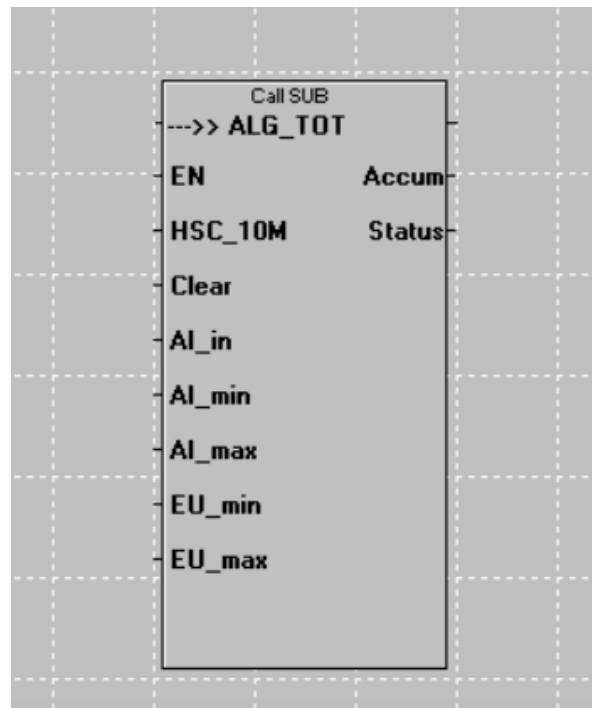 Call SUB
--->> ALG_TOT
EN Accum
HSC_10M Status
Clear
AI_in
AI_min
AI_max
EU_min
EU_max